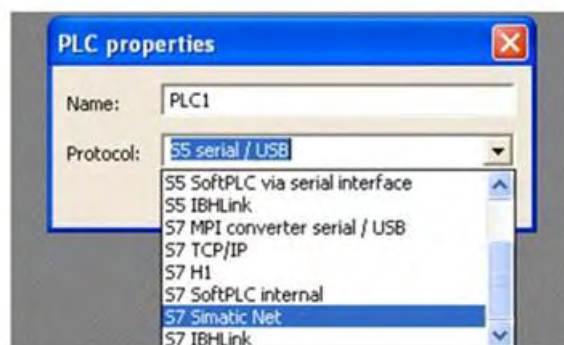 PLC properties
Name: PLC1
Protocol: S5 serial / USB
S5 SoftPLC via serial interface
S5 IBHLink
S7 MPI converter serial / USB
S7 TCP/IP
S7 H1
S7 SoftPLC internal
S7 Simatic Net
S7 IBHLink